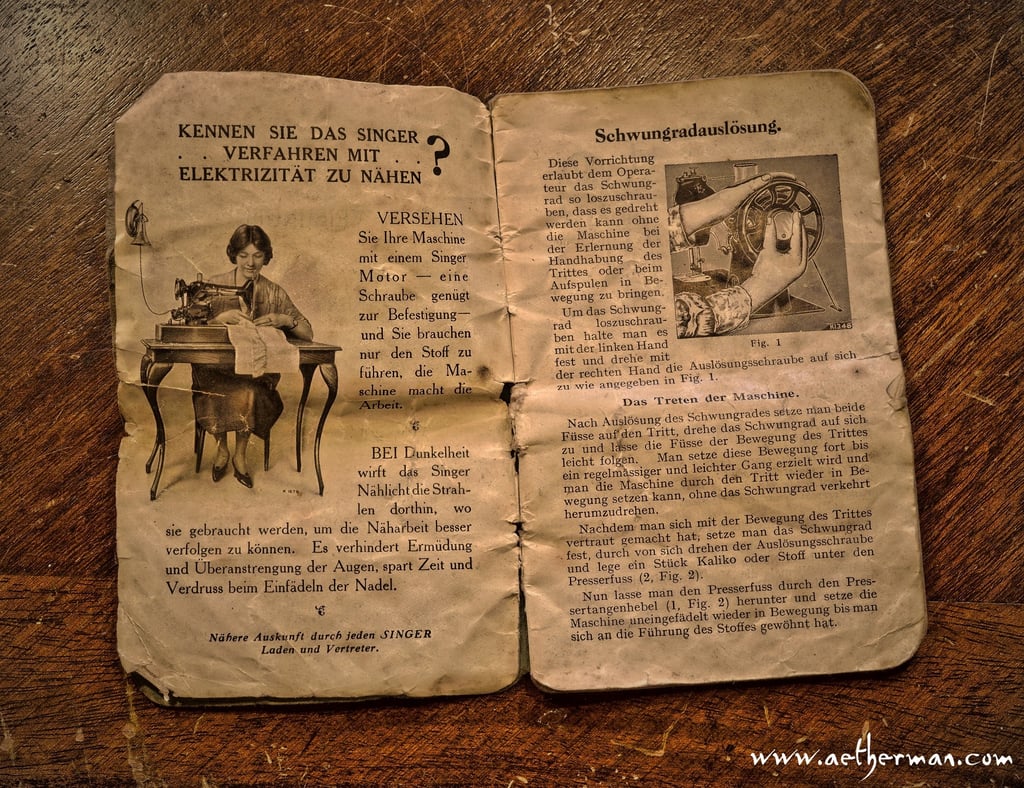 KENNEN SIE DAS SINGER
. . VERFAHREN MIT . . ?
ELEKTRIZITÄT ZU NÄHEN
VERSEHEN
Sie Ihre Maschine
mit einem Singer
Motor — eine
Schraube genügt
zur Befestigung—
und Sie brauchen
nur den Stoff zu
führen, die Ma-
schine macht die
Arbeit.
BEI Dunkelheit
wirft das Singer
Nählicht die Strah-
len dorthin, wo
sie gebraucht werden, um die Näharbeit besser
verfolgen zu können. Es verhindert Ermüdung
und Überanstrengung der Augen, spart Zeit und
Verdruss beim Einfädeln der Nadel.
Nähere Auskunft durch jeden SINGER
Laden und Vertreter.
Schwungradauslösung.
Diese Vorrichtung
erlaubt dem Opera-
teur das Schwung-
rad so loszuschrau-
ben, dass es gedreht
werden kann ohne
die Maschine bei
der Erlernung der
Handhabung des
Trittes oder beim
Aufspulen in Be-
wegung zu bringen.
Um das Schwung-
rad loszuschrau-
ben halte man es
mit der linken Hand
fest und drehe mit
der rechten Hand die Auslösungsschraube auf sich
zu wie angegeben in Fig. 1.
Fig. 1
Das Treten der Maschine.
Nach Auslösung des Schwungrades setze man beide
Füsse auf den Tritt, drehe das Schwungrad auf sich
zu und lasse die Füsse der Bewegung des Trittes
leicht folgen. Man setze diese Bewegung fort bis
ein regelmässiger und leichter Gang erzielt wird und
man die Maschine durch den Tritt wieder in Be-
wegung setzen kann, ohne das Schwungrad verkehrt
herumzudrehen.
Nachdem man sich mit der Bewegung des Trittes
vertraut gemacht hat; setze man das Schwungrad
fest, durch von sich drehen der Auslösungsschraube
und lege ein Stück Kaliko oder Stoff unter den
Presserfuss (2, Fig. 2).
Nun lasse man den Presserfuss durch den Pres-
sertangenhebel (1, Fig. 2) herunter und setze die
Maschine uneingefädelt wieder in Bewegung bis man
sich an die Führung des Stoffes gewöhnt hat.
www.aetherman.com